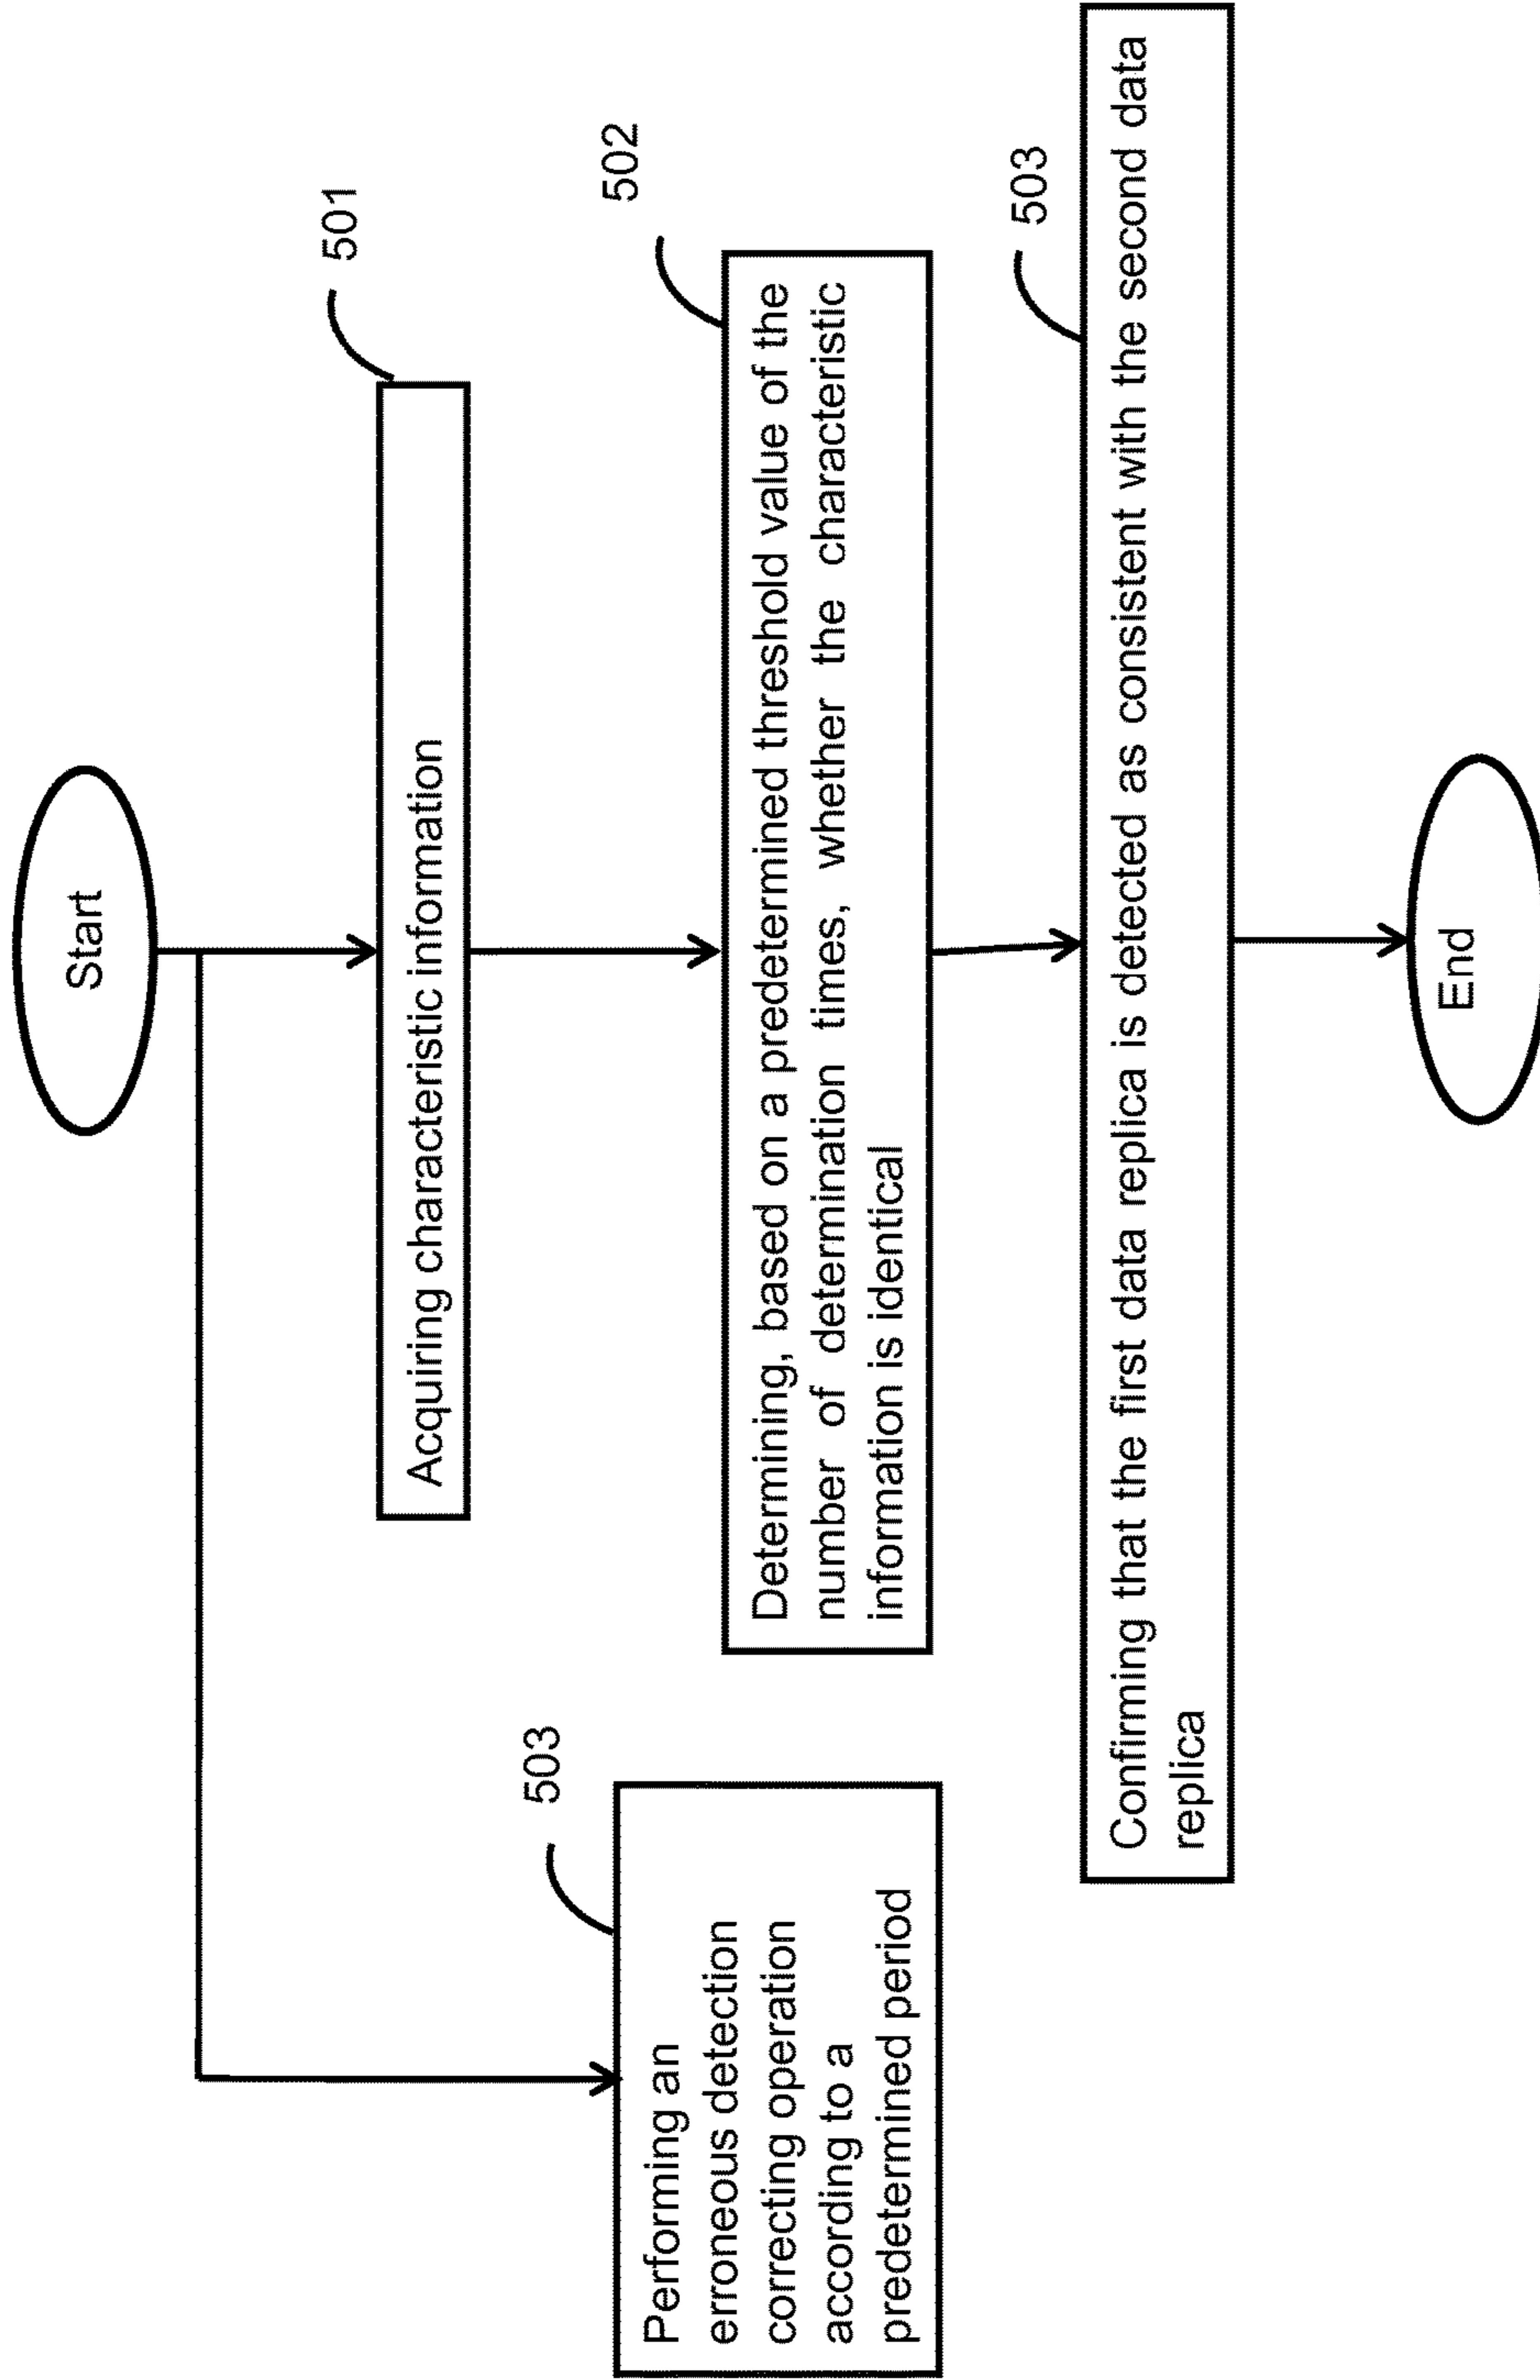 Start
501
Acquiring characteristic information
502
Determining, based on a predetermined threshold value of the
number of determination times, whether the characteristic
information is identical
503
Performing an
erroneous detection
correcting operation
according to a
predetermined period
503
Confirming that the first data replica is detected as consistent with the second data
replica
End